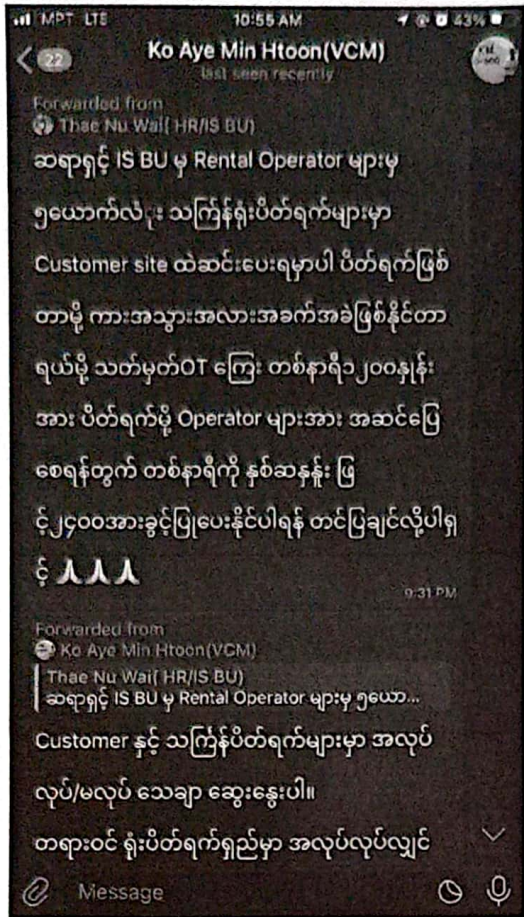 MPT LTE 10:55 AM 43%
22 Ko Aye Min Htoon(VCM)
last seen recently
Forwarded from
Thae Nu Wai( HR/IS BU)
ဆရာရှင့် IS BU မှ Rental Operator များမှ
၅ယောက်လုံး သင်္ကြန်ရုံးပိတ်ရက်များမှာ
Customer site ထဲဆင်းပေးရမှာပါ ပိတ်ရက်ဖြစ်
တာမို့ ကားအသွားအလာအခက်အခဲဖြစ်နိုင်တာ
ရယ်မို့ သတ်မှတ်OT ကြေး တစ်နာရီ၁၂၀၀နှုန်း
အား ပိတ်ရက်မို့ Operator များအား အဆင်ပြေ
စေရန်တွက် တစ်နာရီကို နှစ်ဆနှုန်း ဖြ
င့်၂၄၀၀အားခွင့်ပြုပေးနိုင်ပါရန် တင်ပြချင်လို့ပါရှ
င့် 🙏🙏🙏
9:31 PM
Forwarded from
Ko Aye Min Htoon(VCM)
Thae Nu Wai( HR/IS BU)
ဆရာရှင့် IS BU မှ Rental Operator များမှ ၅ယော...
Customer နှင့် သင်္ကြန်ပိတ်ရက်များမှာ အလုပ်
လုပ်/မလုပ် သေချာ ဆွေးနွေးပါ။
တရားဝင် ရုံးပိတ်ရက်ရှည်မှာ အလုပ်လုပ်လျှင်
Message